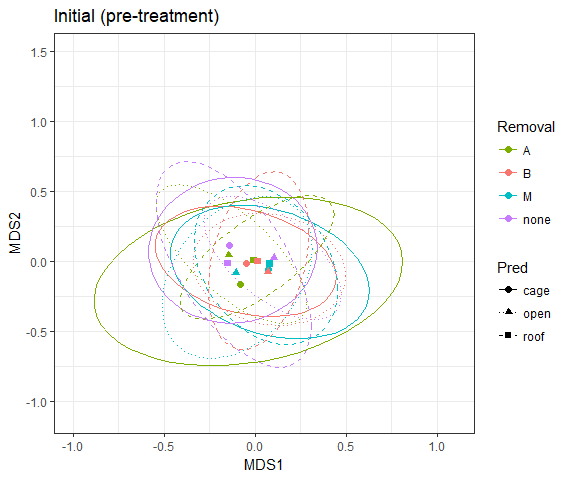 Initial (pre-treatment)
1.5
1.0
0.5
0.0
-0.5
-1.0
MDS2
-1.0
-0.5
0.0
0.5
1.0
MDS1
Removal
A
B
M
none
Pred
cage
open
roof